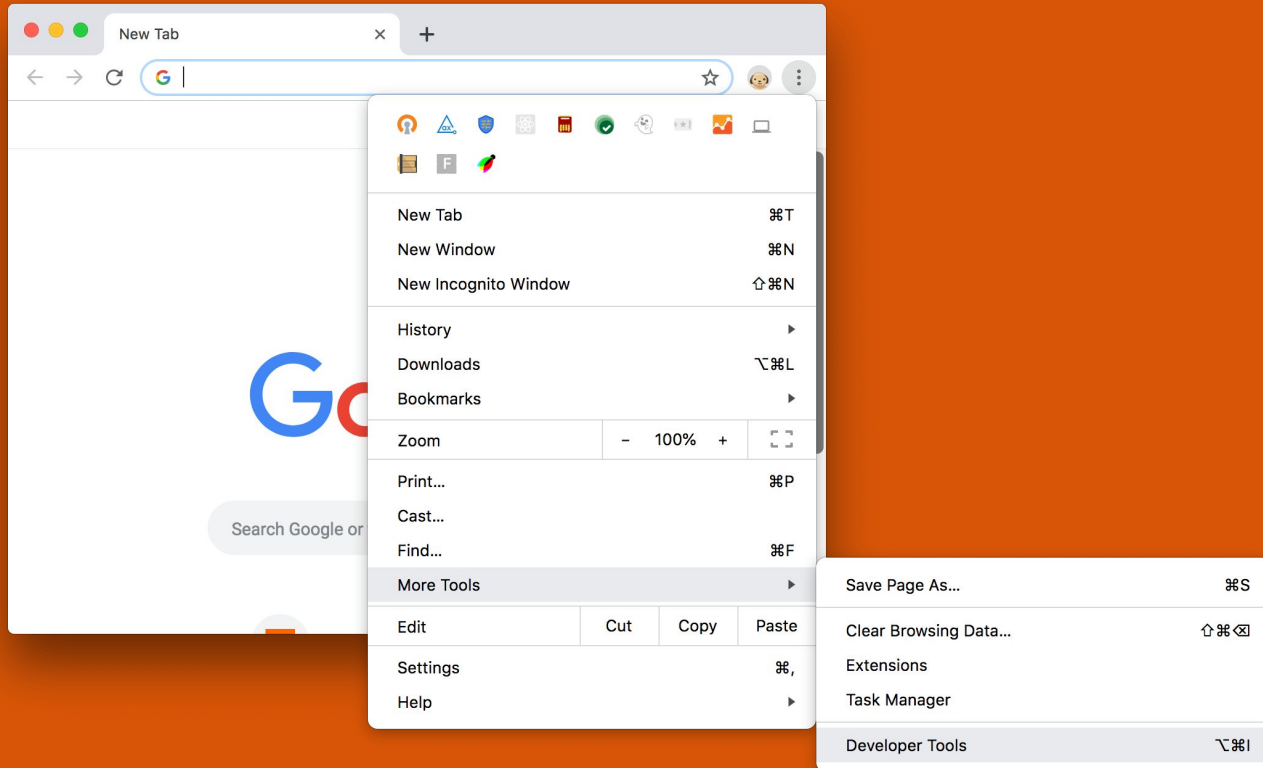 New Tab
New Tab ⌘T
New Window ⌘N
New Incognito Window ⇧⌘N
History
Downloads ⌥⌘L
Bookmarks
Zoom - 100% +
Print... ⌘P
Cast...
Find... ⌘F
More Tools
Edit Cut Copy Paste
Settings ⌘,
Help
Search Google or
Save Page As... ⌘S
Clear Browsing Data... ⇧⌘⌫
Extensions
Task Manager
Developer Tools ⌥⌘I
F